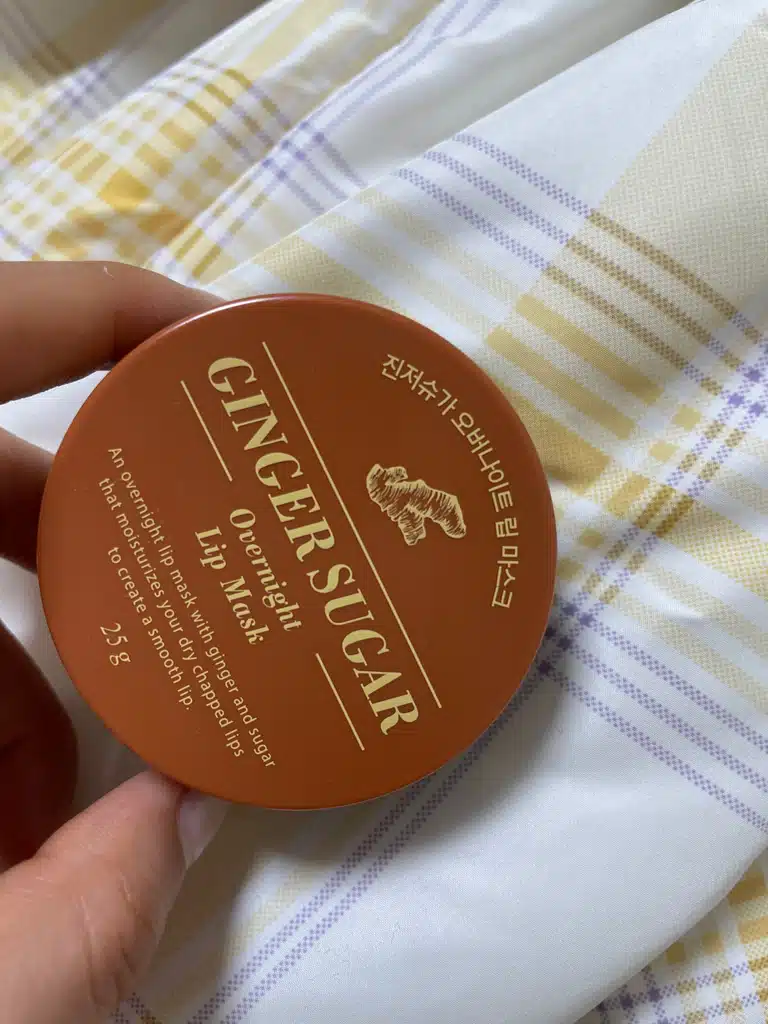 진저슈가 오버나이트 립 마스크
GINGER SUGAR
Overnight
Lip Mask
An overnight lip mask with ginger and sugar
that moisturizes your dry chapped lips
to create a smooth lip.
25 g